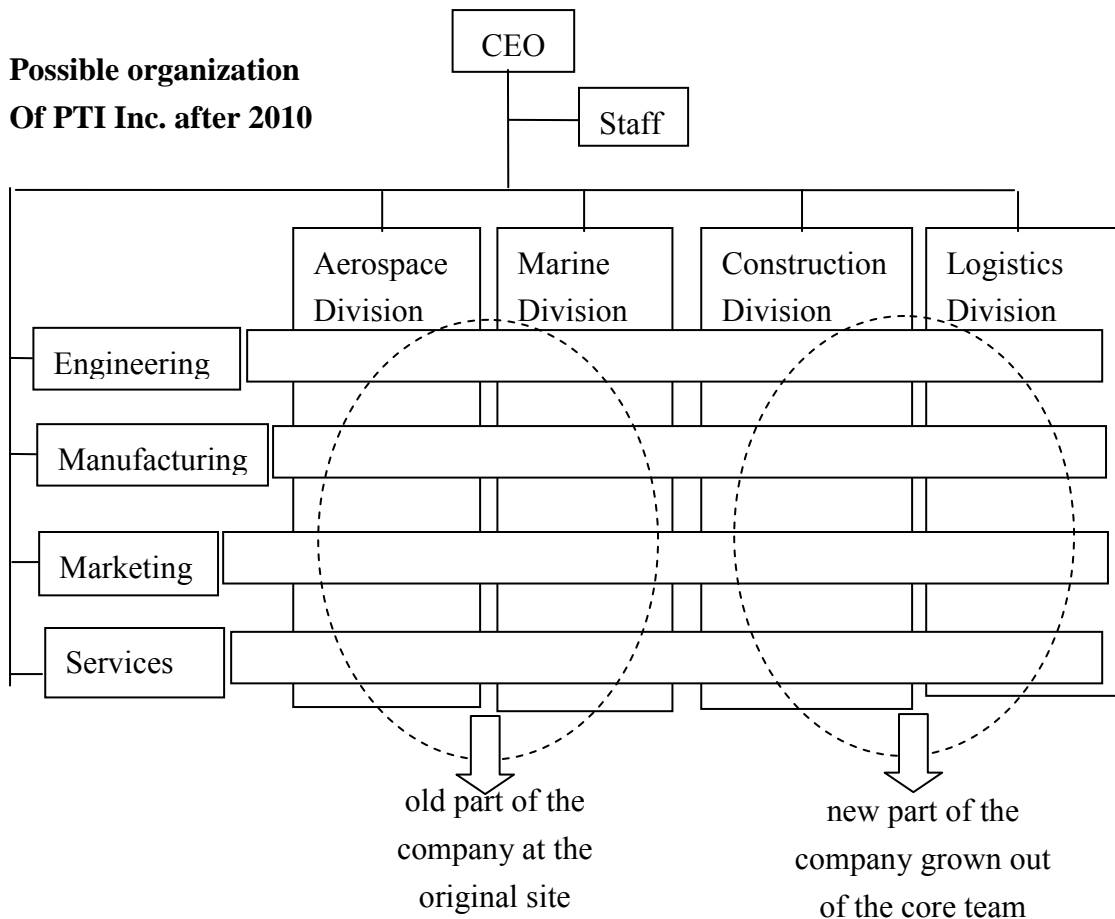 CEO
Possible organization
Of PTI Inc. after 2010
Staff
Aerospace
Division
Marine
Division
Construction
Division
Logistics
Division
Engineering
Manufacturing
Marketing
Services
old part of the
company at the
original site
new part of the
company grown out
of the core team